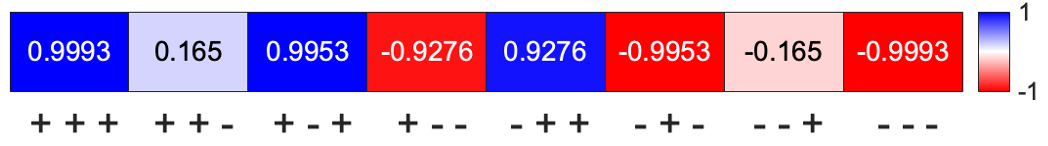 0.9993 0.165 0.9953 -0.9276 0.9276 -0.9953 -0.165 -0.9993
1
-1
+ + + + + - + - + + - - - + + - + - - - + - - -